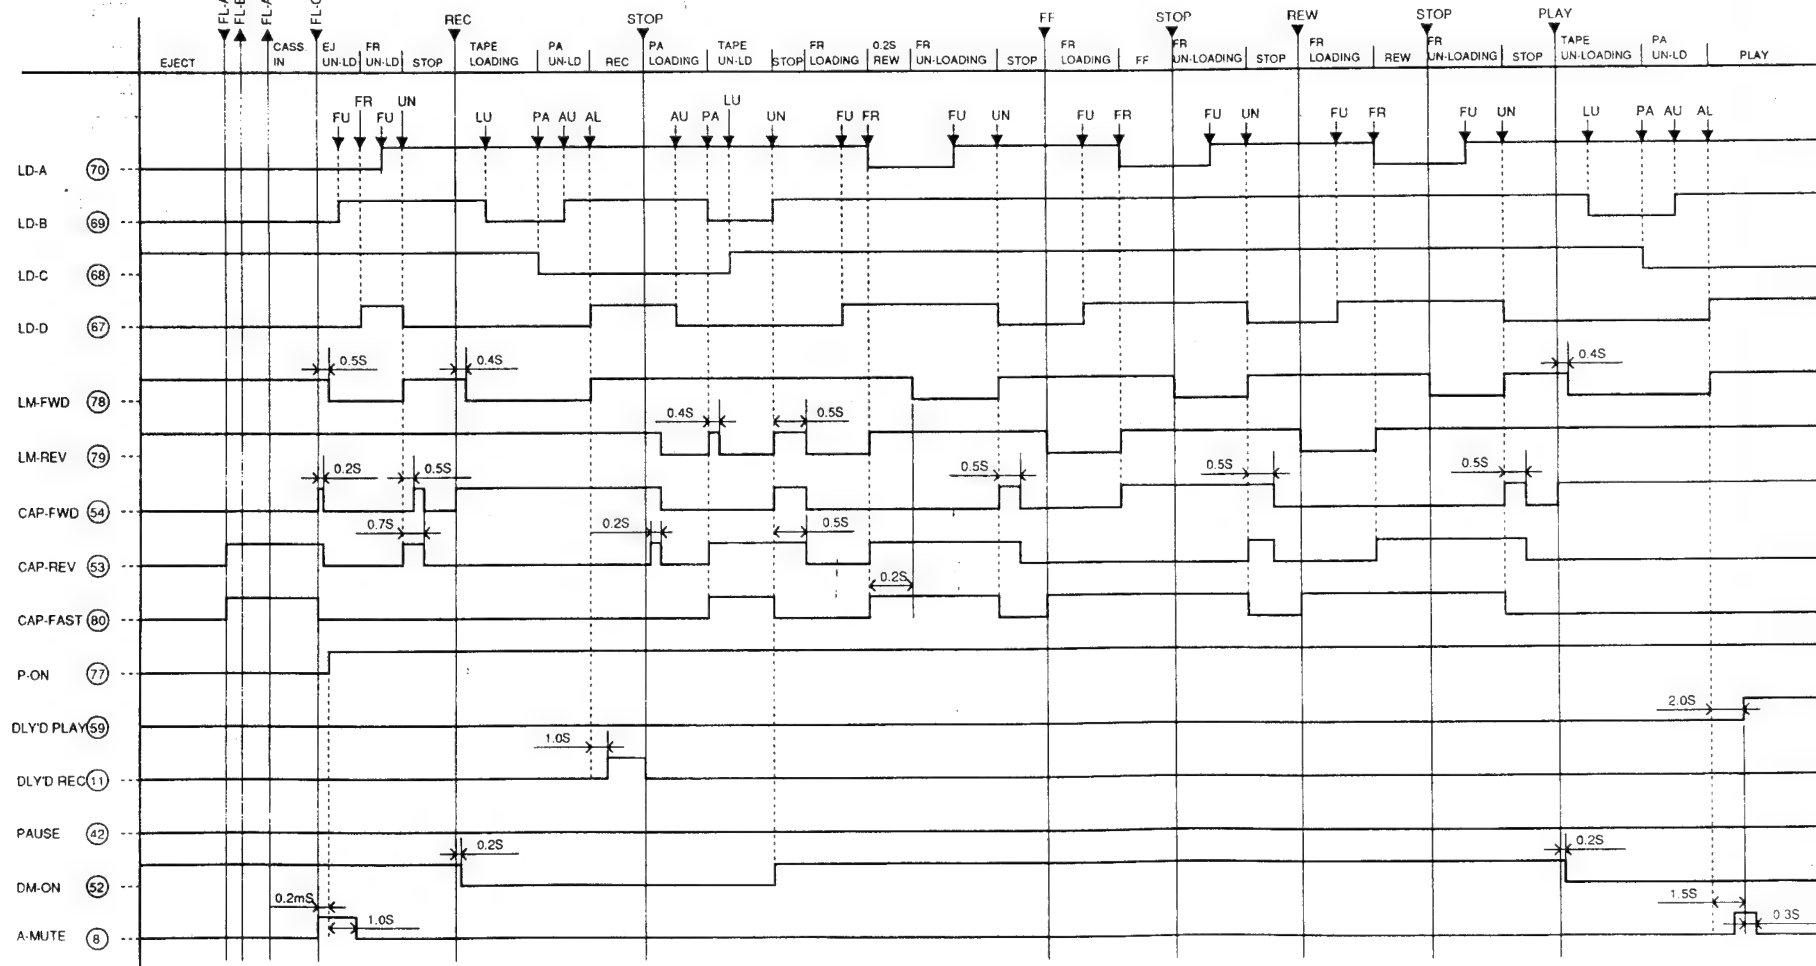 FL-A
FL-B
FL-A
FL-C
REC
STOP
FF
STOP
REW
STOP
PLAY
EJECT
CASS.
IN
EJ
UN-LD
FR
UN-LD
STOP
TAPE
LOADING
PA
UN-LD
REC
PA
LOADING
TAPE
UN-LD
STOP
FR
LOADING
0.2S
REW
FR
UN-LOADING
STOP
FR
LOADING
FF
FR
UN-LOADING
STOP
FR
LOADING
REW
FR
UN-LOADING
STOP
TAPE
UN-LOADING
PA
UN-LD
PLAY
FU FR FU UN LU PA AU AL AU PA LU UN FU FR FU UN FU FR FU UN FU FR FU UN LU PA AU AL
LD-A 70
LD-B 69
LD-C 68
LD-D 67
0.5S 0.4S 0.4S
LM-FWD 78
0.4S 0.5S
LM-REV 79
0.2S 0.5S 0.5S 0.5S 0.5S
CAP-FWD 54
0.7S 0.2S 0.5S
CAP-REV 53
0.2S
CAP-FAST 80
P-ON 77
2.0S
DLY'D PLAY 59
1.0S
DLY'D REC 11
PAUSE 42
0.2S 0.2S
DM-ON 52
0.2mS 1.5S
1.0S 0.3S
A-MUTE 8